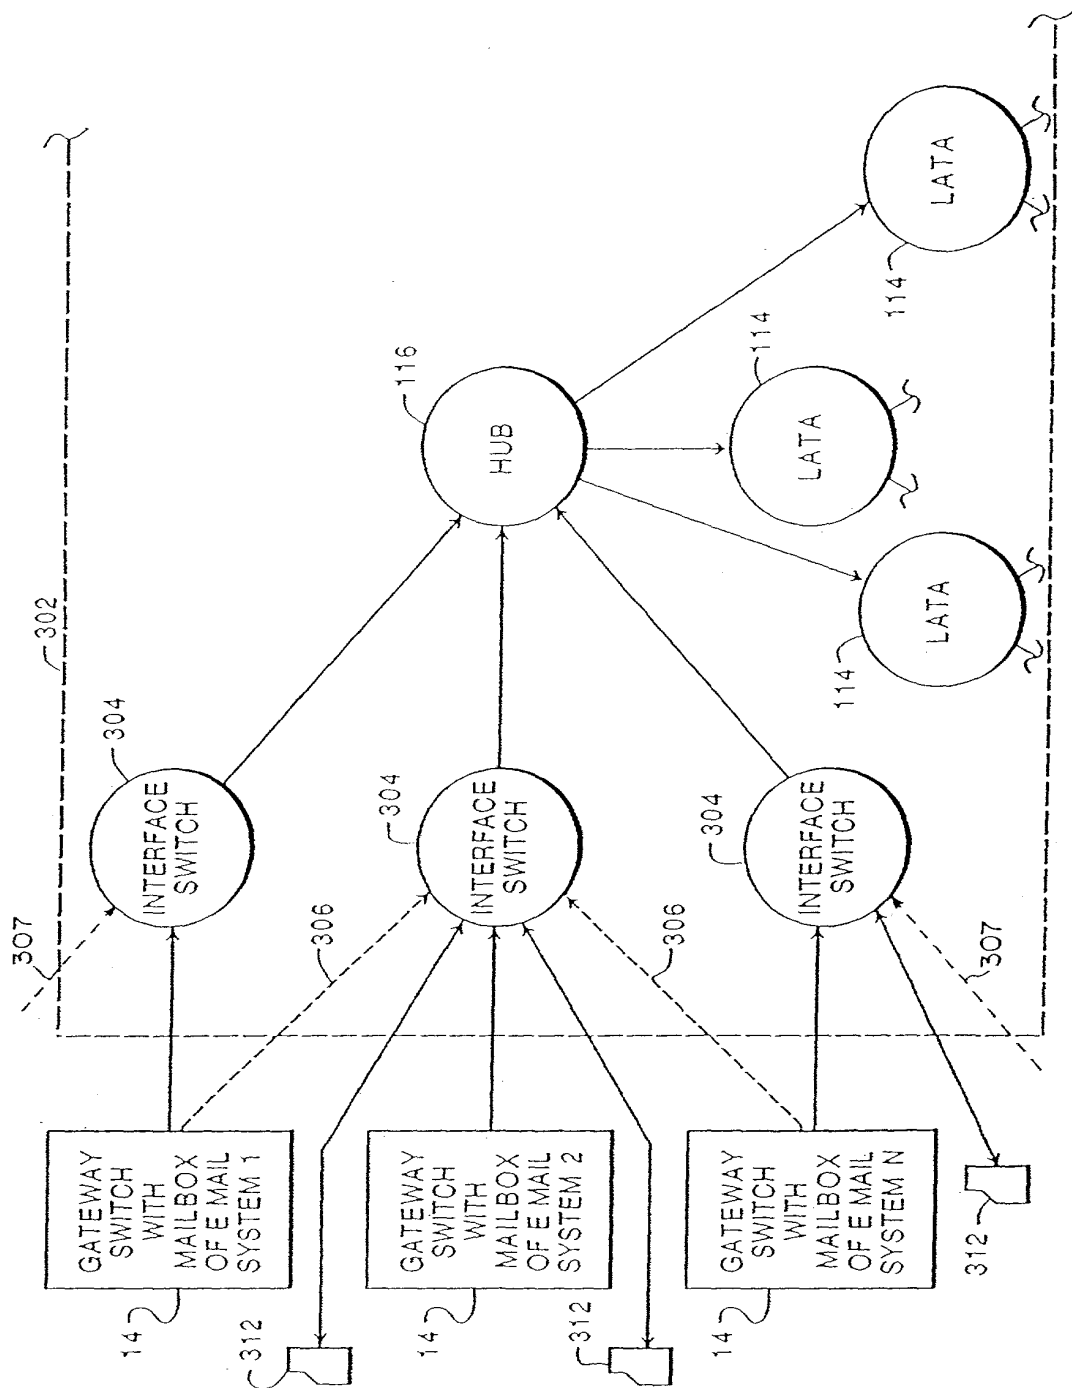 GATEWAY
SWITCH
WITH
MAILBOX
OF E MAIL
SYSTEM 1
14
312
GATEWAY
SWITCH
WITH
MAILBOX
OF E MAIL
SYSTEM 2
14
312
GATEWAY
SWITCH
WITH
MAILBOX
OF E MAIL
SYSTEM N
14
312
307
306
306
307
INTERFACE
SWITCH
304
INTERFACE
SWITCH
304
INTERFACE
SWITCH
304
302
HUB
116
LATA
114
LATA
114
LATA
114